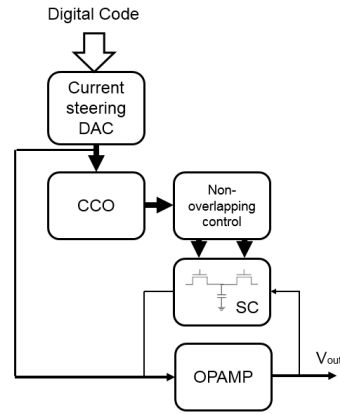 Digital Code
Current
steering
DAC
CCO
Non-
overlapping
control
SC
OPAMP
Vout